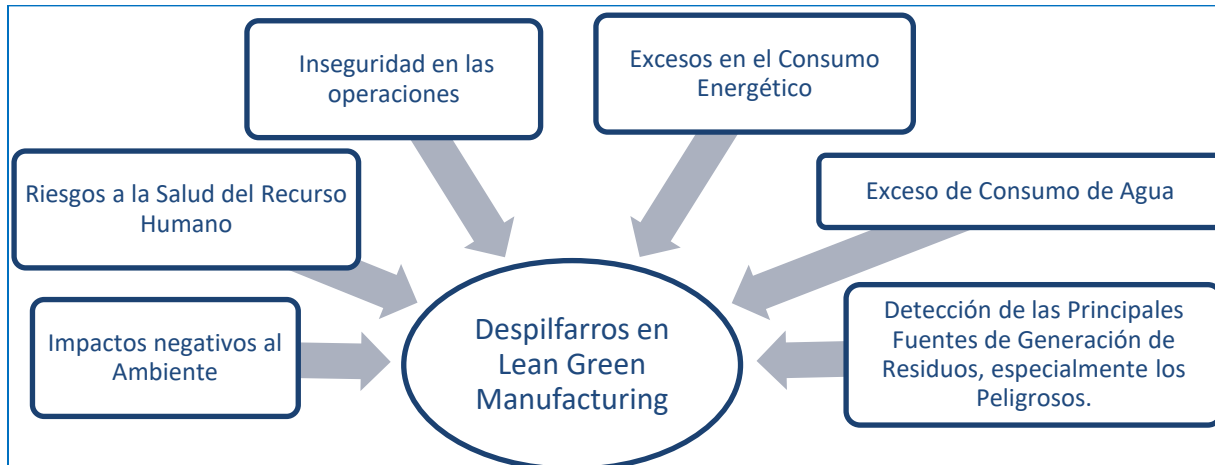 Inseguridad en las
operaciones
Excesos en el Consumo
Energético
Riesgos a la Salud del Recurso
Humano
Exceso de Consumo de Agua
Impactos negativos al
Ambiente
Despilfarros en
Lean Green
Manufacturing
Detección de las Principales
Fuentes de Generación de
Residuos, especialmente los
Peligrosos.